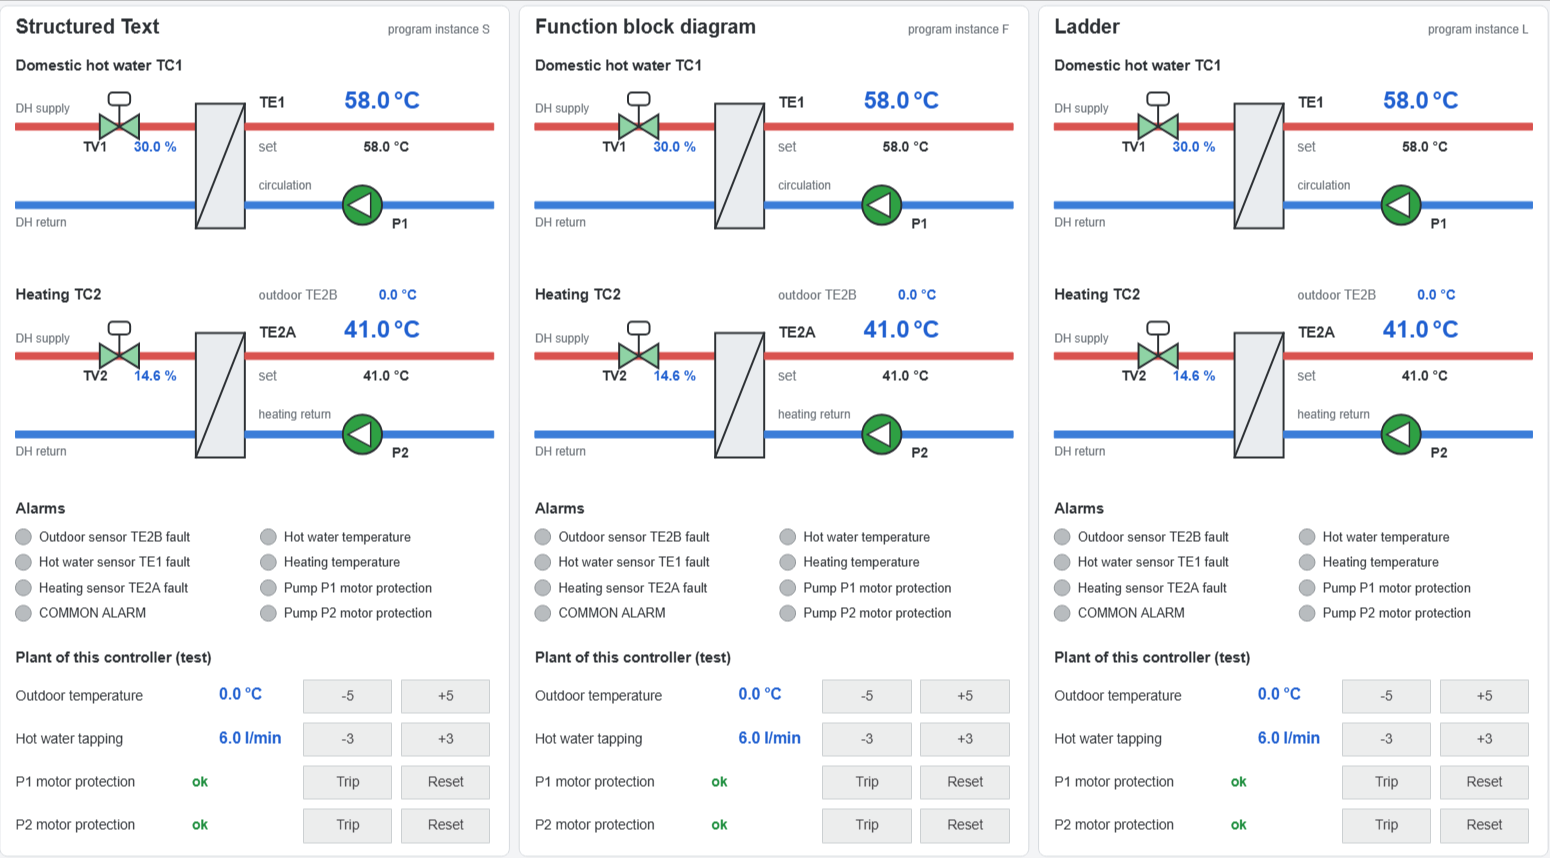 Structured Text
program instance S
Domestic hot water TC1
DH supply
TE1
58.0 °C
TV1
30.0 %
set
58.0 °C
circulation
DH return
P1
Heating TC2
outdoor TE2B
0.0 °C
DH supply
TE2A
41.0 °C
TV2
14.6 %
set
41.0 °C
heating return
DH return
P2
Alarms
Outdoor sensor TE2B fault
Hot water temperature
Hot water sensor TE1 fault
Heating temperature
Heating sensor TE2A fault
Pump P1 motor protection
COMMON ALARM
Pump P2 motor protection
Plant of this controller (test)
Outdoor temperature
0.0 °C
-5
+5
Hot water tapping
6.0 l/min
-3
+3
P1 motor protection
ok
Trip
Reset
P2 motor protection
ok
Trip
Reset
Function block diagram
program instance F
Domestic hot water TC1
DH supply
TE1
58.0 °C
TV1
30.0 %
set
58.0 °C
circulation
DH return
P1
Heating TC2
outdoor TE2B
0.0 °C
DH supply
TE2A
41.0 °C
TV2
14.6 %
set
41.0 °C
heating return
DH return
P2
Alarms
Outdoor sensor TE2B fault
Hot water temperature
Hot water sensor TE1 fault
Heating temperature
Heating sensor TE2A fault
Pump P1 motor protection
COMMON ALARM
Pump P2 motor protection
Plant of this controller (test)
Outdoor temperature
0.0 °C
-5
+5
Hot water tapping
6.0 l/min
-3
+3
P1 motor protection
ok
Trip
Reset
P2 motor protection
ok
Trip
Reset
Ladder
program instance L
Domestic hot water TC1
DH supply
TE1
58.0 °C
TV1
30.0 %
set
58.0 °C
circulation
DH return
P1
Heating TC2
outdoor TE2B
0.0 °C
DH supply
TE2A
41.0 °C
TV2
14.6 %
set
41.0 °C
heating return
DH return
P2
Alarms
Outdoor sensor TE2B fault
Hot water temperature
Hot water sensor TE1 fault
Heating temperature
Heating sensor TE2A fault
Pump P1 motor protection
COMMON ALARM
Pump P2 motor protection
Plant of this controller (test)
Outdoor temperature
0.0 °C
-5
+5
Hot water tapping
6.0 l/min
-3
+3
P1 motor protection
ok
Trip
Reset
P2 motor protection
ok
Trip
Reset